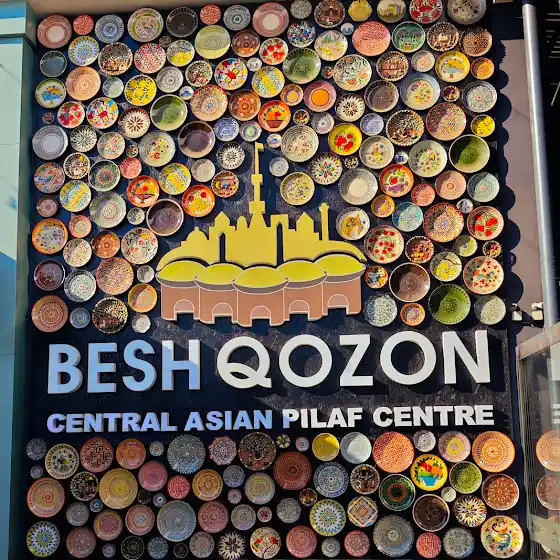 BESH QOZON
CENTRAL ASIAN PILAF CENTRE